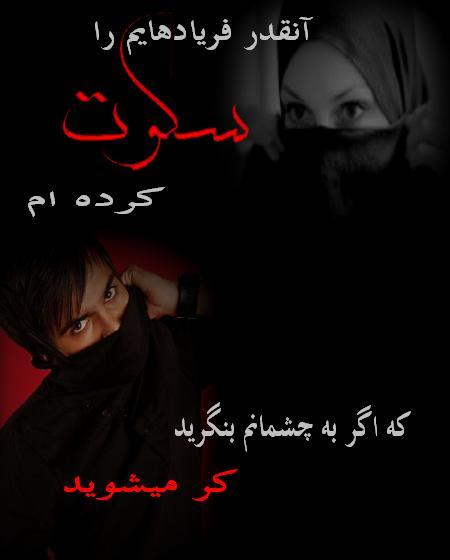 آنقدر فریادهایم را
سکوت
کرده ام
که اگر به چشمانم بنگرید
کر میشوید